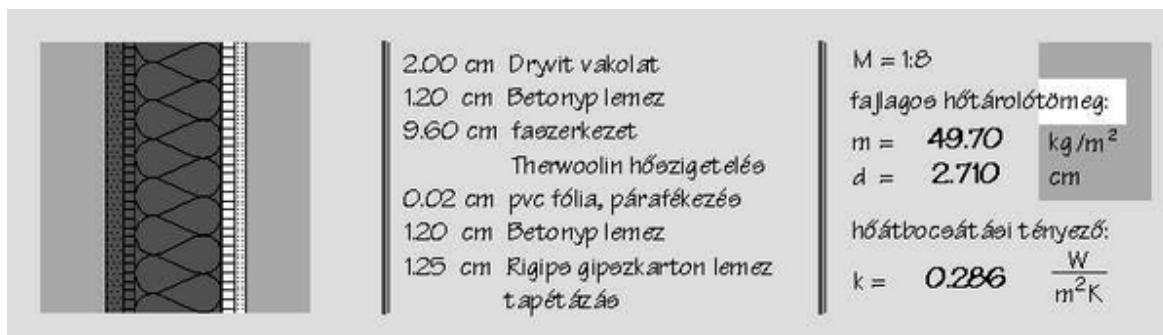 2.00 cm Dryvit vakolat
1.20 cm Betonyp lemez
9.60 cm faszerkezet
Therwoolin hőszigetelés
0.02 cm pvc fólia, párafékezés
1.20 cm Betonyp lemez
1.25 cm Rigips gipszkarton lemez
tapétázás
M = 1:8
fajlagos hőtárolótömeg:
m = 49.70 kg/m²
d = 2.710 cm
hőátbocsátási tényező:
k = 0.286 W/m²K